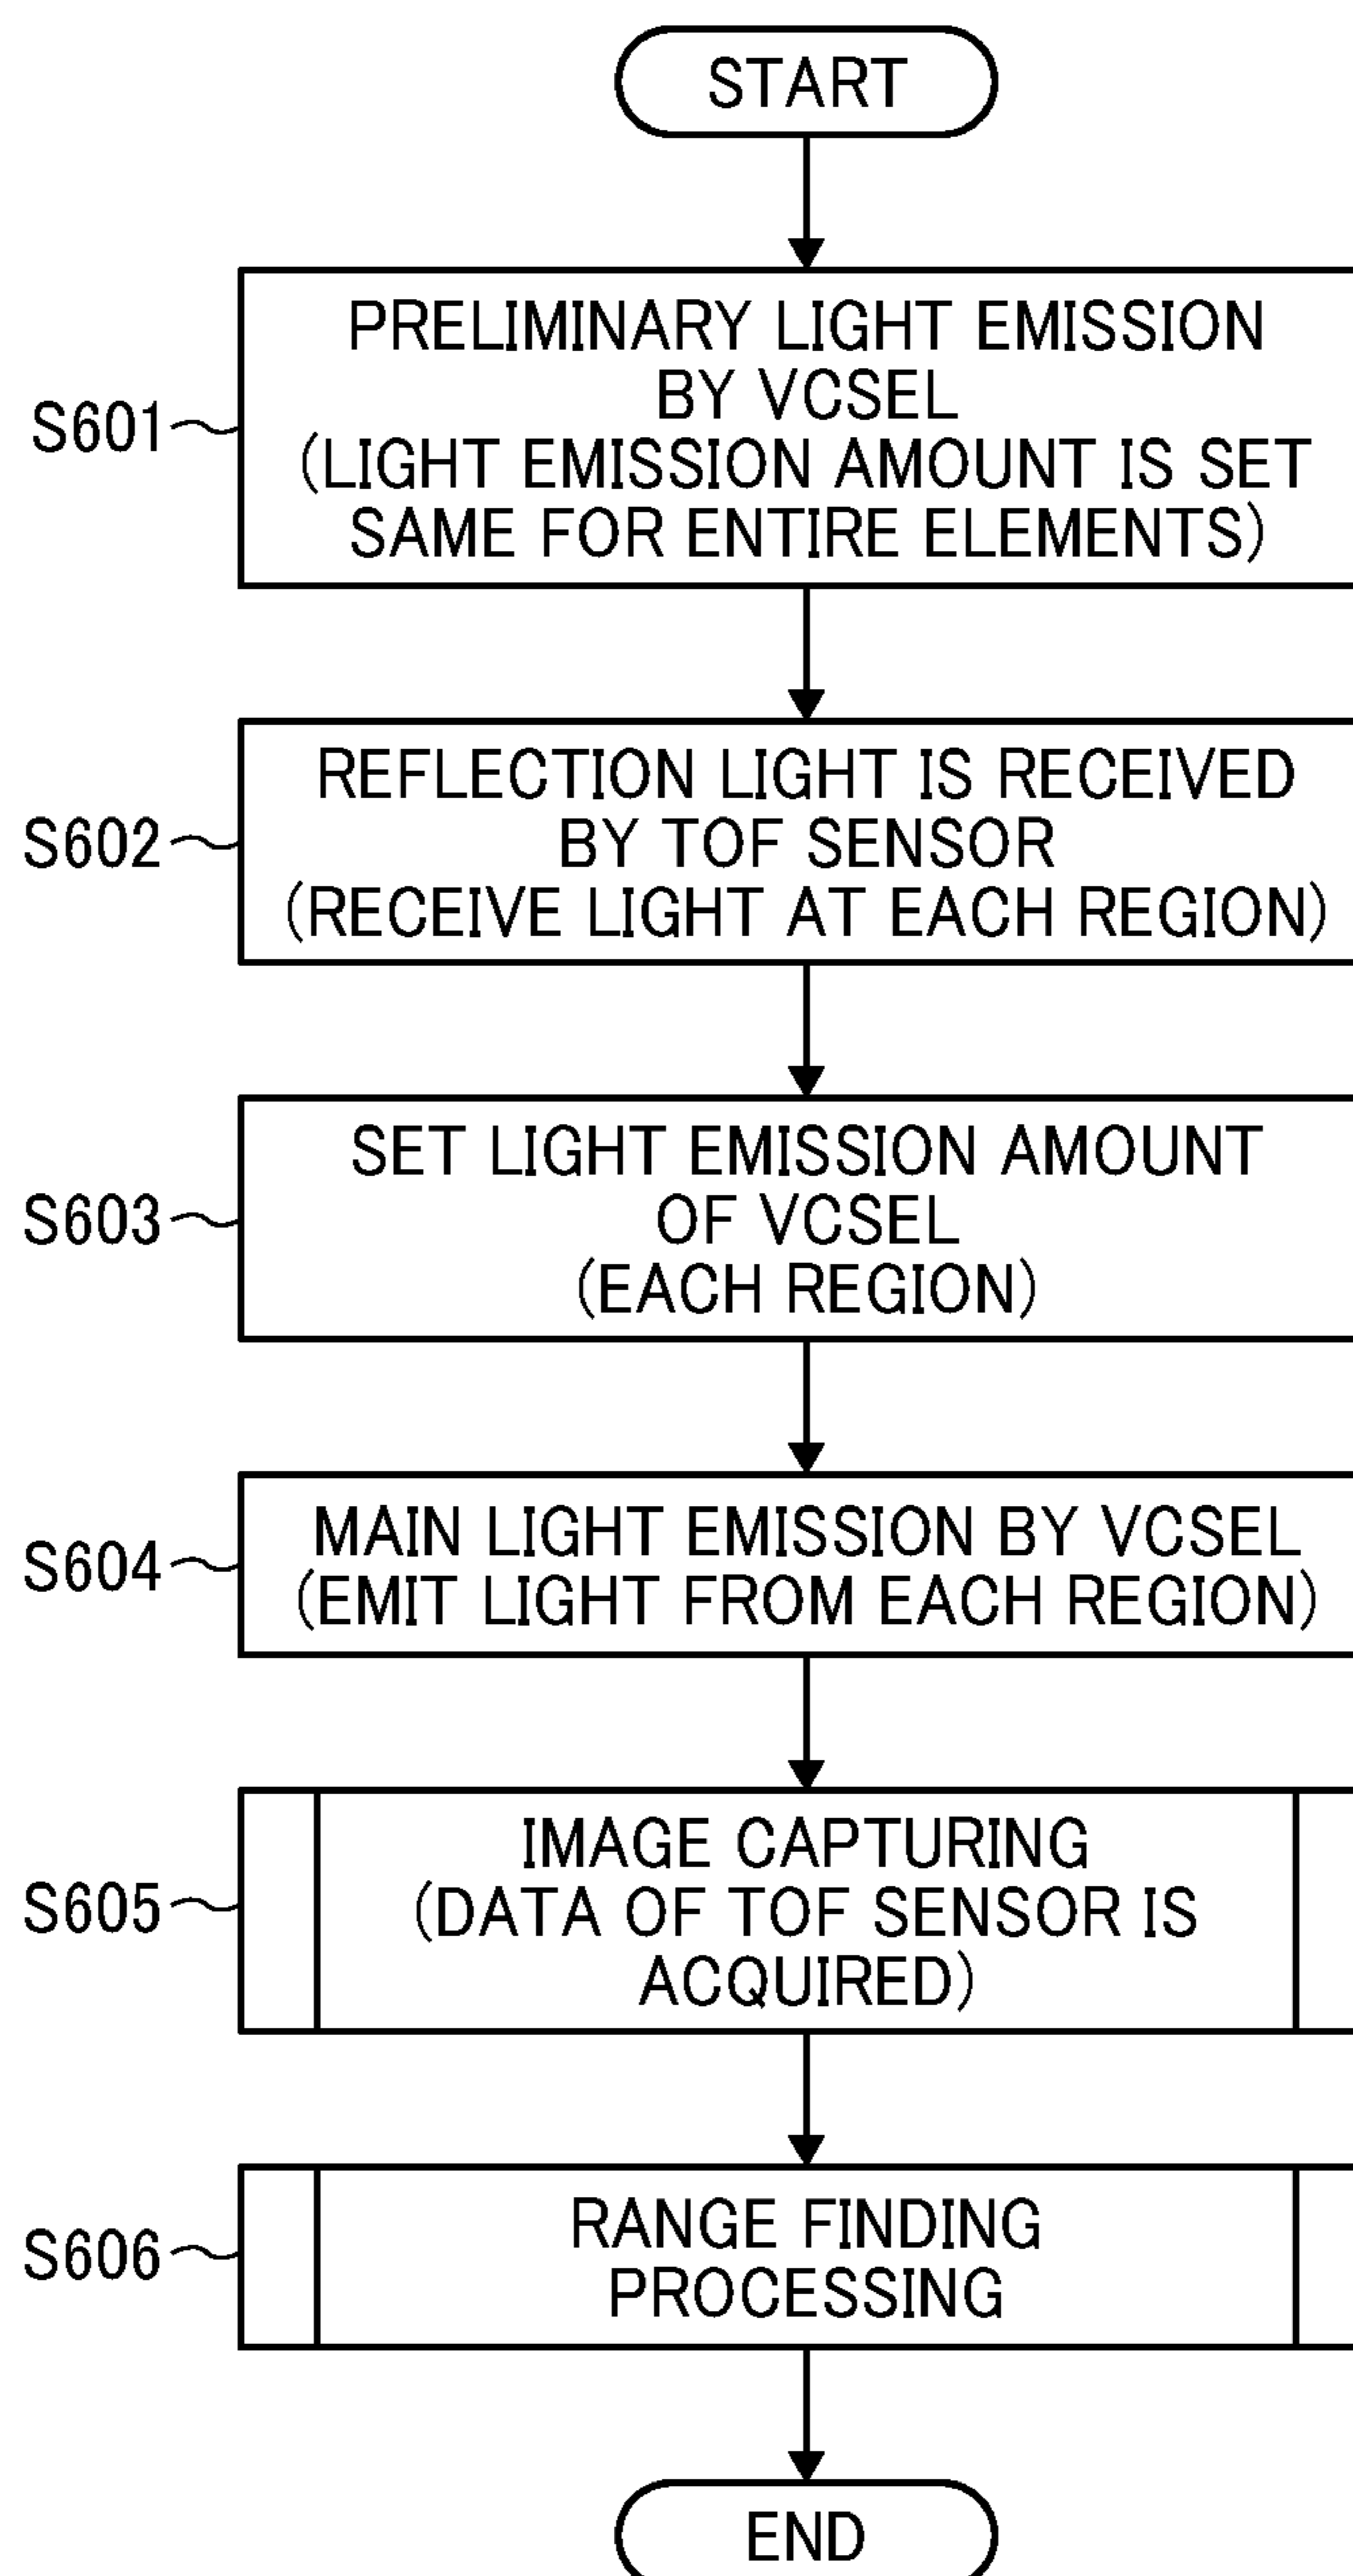 START
S601
PRELIMINARY LIGHT EMISSION
BY VCSEL
(LIGHT EMISSION AMOUNT IS SET
SAME FOR ENTIRE ELEMENTS)
S602
REFLECTION LIGHT IS RECEIVED
BY TOF SENSOR
(RECEIVE LIGHT AT EACH REGION)
S603
SET LIGHT EMISSION AMOUNT
OF VCSEL
(EACH REGION)
S604
MAIN LIGHT EMISSION BY VCSEL
(EMIT LIGHT FROM EACH REGION)
S605
IMAGE CAPTURING
(DATA OF TOF SENSOR IS
ACQUIRED)
S606
RANGE FINDING
PROCESSING
END